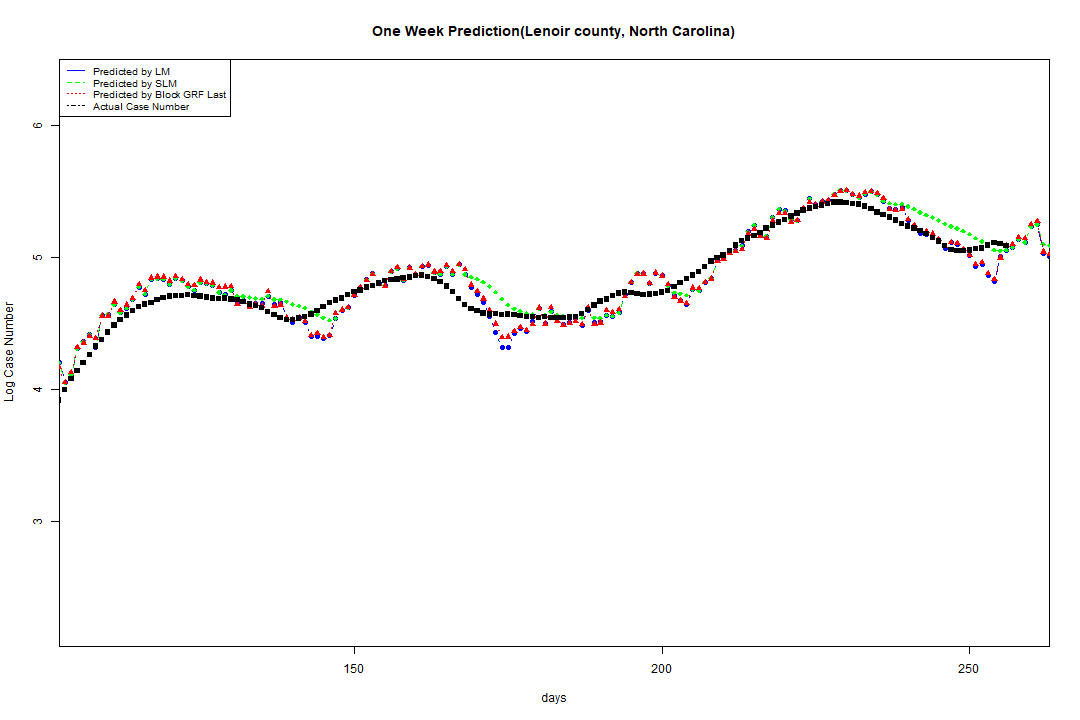 One Week Prediction(Lenoir county, North Carolina)
Predicted by LM
Predicted by SLM
Predicted by Block GRF Last
Actual Case Number
6
5
4
3
Log Case Number
150
200
250
days